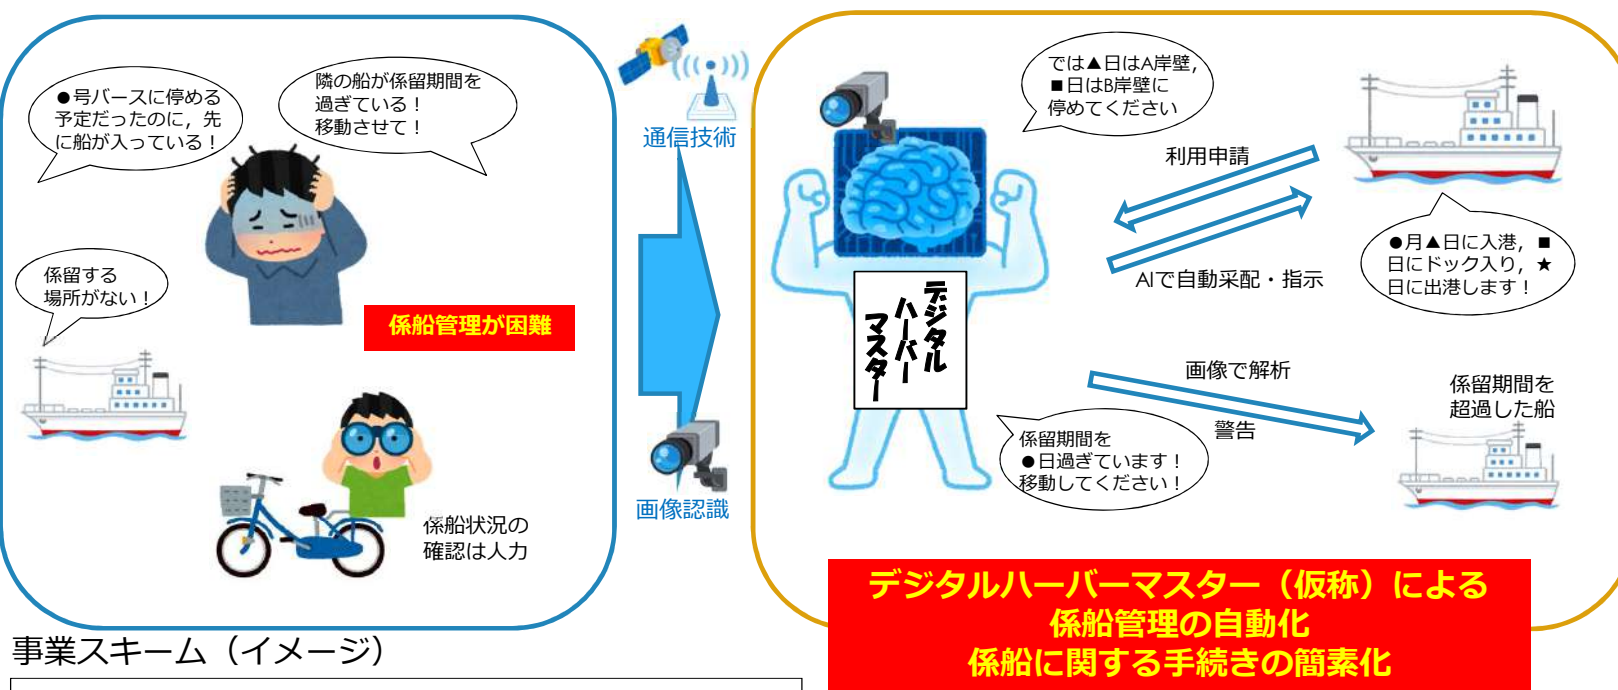 ●号バースに停める
予定だったのに，先
に船が入っている！
隣の船が係留期間を
過ぎている！
移動させて！
係留する
場所がない！
係船管理が困難
係船状況の
確認は人力
通信技術
画像認識
では▲日はA岸壁，
■日はB岸壁に
停めてください
利用申請
AIで自動采配・指示
●月▲日に入港，■
日にドック入り，★
日に出港します！
デジタル
ハーバー
マスター
画像で解析
警告
係留期間を
●日過ぎています！
移動してください！
係留期間を
超過した船
デジタルハーバーマスター（仮称）による
係船管理の自動化
係船に関する手続きの簡素化
事業スキーム（イメージ）